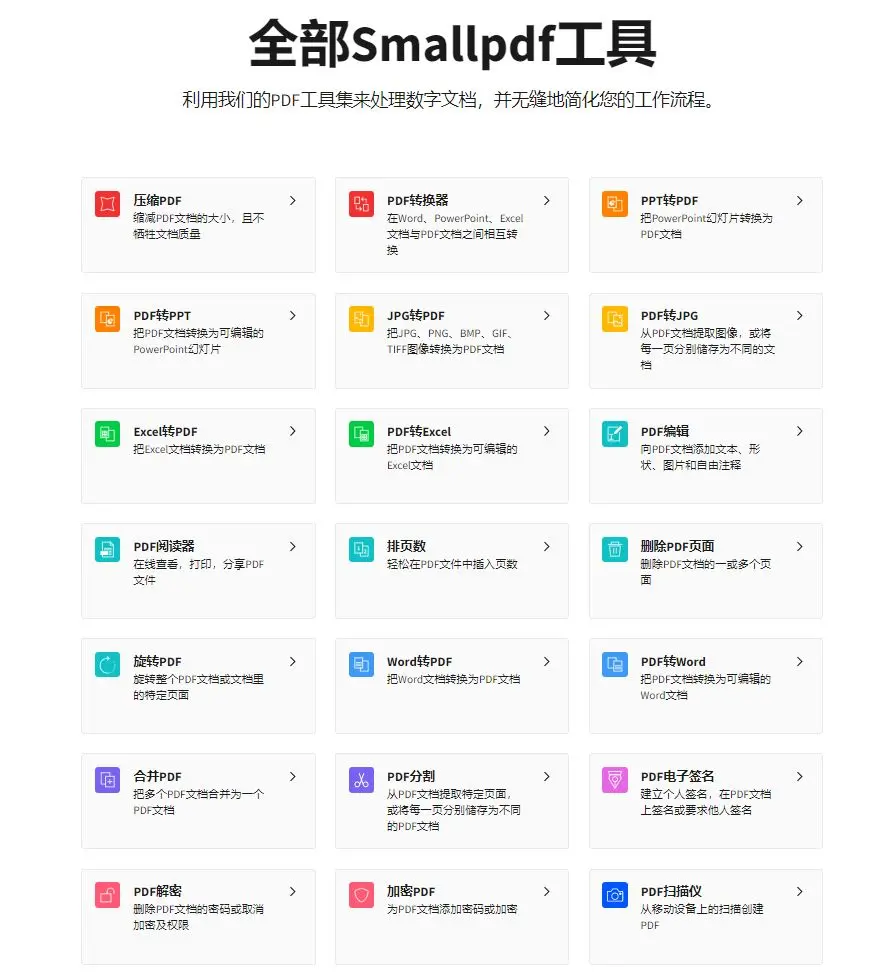 全部Smallpdf工具
利用我们的PDF工具集来处理数字文档，并无缝地简化您的工作流程。
压缩PDF
缩减PDF文档的大小，且不
牺牲文档质量
PDF转换器
在Word、PowerPoint、Excel
文档与PDF文档之间相互转
换
PPT转PDF
把PowerPoint幻灯片转换为
PDF文档
PDF转PPT
把PDF文档转换为可编辑的
PowerPoint幻灯片
JPG转PDF
把JPG、PNG、BMP、GIF、
TIFF图像转换为PDF文档
PDF转JPG
从PDF文档提取图像，或将
每一页分别储存为不同的文
档
Excel转PDF
把Excel文档转换为PDF文档
PDF转Excel
把PDF文档转换为可编辑的
Excel文档
PDF编辑
向PDF文档添加文本、形
状、图片和自由注释
PDF阅读器
在线查看，打印，分享PDF
文件
排页数
轻松在PDF文件中插入页数
删除PDF页面
删除PDF文档的一或多个页
面
旋转PDF
旋转整个PDF文档或文档里
的特定页面
Word转PDF
把Word文档转换为PDF文档
PDF转Word
把PDF文档转换为可编辑的
Word文档
合并PDF
把多个PDF文档合并为一个
PDF文档
PDF分割
从PDF文档提取特定页面，
或将每一页分别储存为不同
的PDF文档
PDF电子签名
建立个人签名，在PDF文档
上签名或要求他人签名
PDF解密
删除PDF文档的密码或取消
加密及权限
加密PDF
为PDF文档添加密码或加密
PDF扫描仪
从移动设备上的扫描创建
PDF